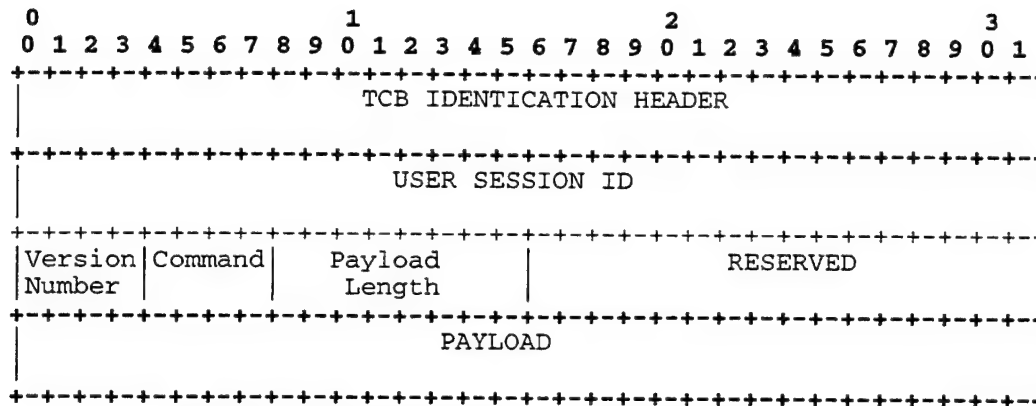 0 1 2 3
0 1 2 3 4 5 6 7 8 9 0 1 2 3 4 5 6 7 8 9 0 1 2 3 4 5 6 7 8 9 0 1
+-+-+-+-+-+-+-+-+-+-+-+-+-+-+-+-+-+-+-+-+-+-+-+-+-+-+-+-+-+-+-+-
TCB IDENTICATION HEADER
+-+-+-+-+-+-+-+-+-+-+-+-+-+-+-+-+-+-+-+-+-+-+-+-+-+-+-+-+-+-+-+-
USER SESSION ID
+-+-+-+-+-+-+-+-+-+-+-+-+-+-+-+-+-+-+-+-+-+-+-+-+-+-+-+-+-+-+-+-
|Version|Command| Payload | RESERVED
|Number | | Length |
+-+-+-+-+-+-+-+-+-+-+-+-+-+-+-+-+-+-+-+-+-+-+-+-+-+-+-+-+-+-+-+-
PAYLOAD
+-+-+-+-+-+-+-+-+-+-+-+-+-+-+-+-+-+-+-+-+-+-+-+-+-+-+-+-+-+-+-+-